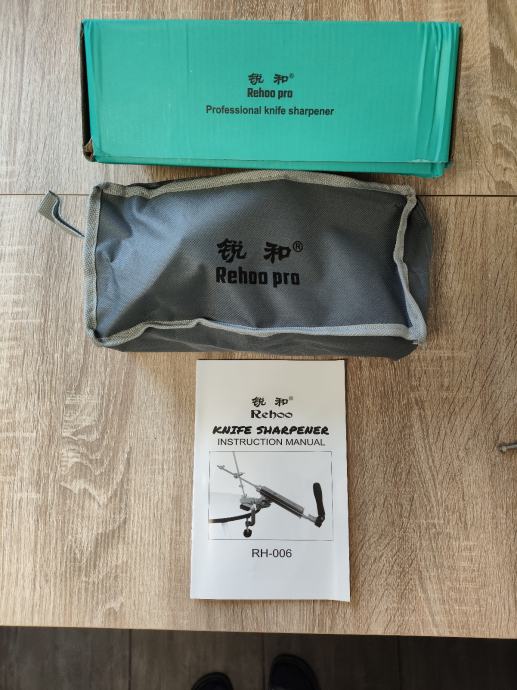 锐 和®
Rehoo pro
Professional knife sharpener
锐 和®
Rehoo pro
锐 和®
Rehoo
KNIFE SHARPENER
INSTRUCTION MANUAL
RH-006